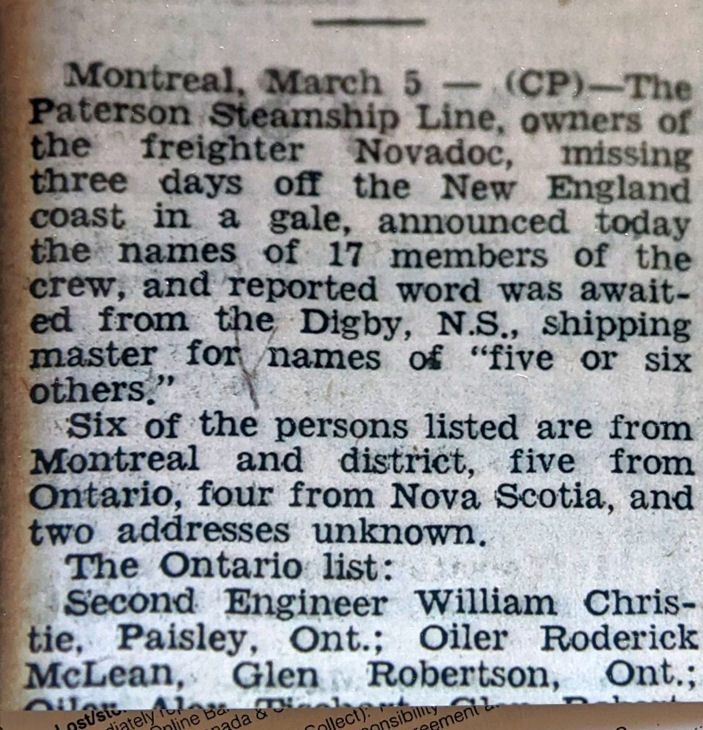 Montreal, March 5 — (CP)—The
Paterson Steamship Line, owners of
the freighter Novadoc, missing
three days off the New England
coast in a gale, announced today
the names of 17 members of the
crew, and reported word was await-
ed from the Digby, N.S., shipping
master for names of “five or six
others.”
Six of the persons listed are from
Montreal and district, five from
Ontario, four from Nova Scotia, and
two addresses unknown.
The Ontario list:
Second Engineer William Chris-
tie, Paisley, Ont.; Oiler Roderick
McLean, Glen Robertson, Ont.;
Oiler Alex Glen
Collect):